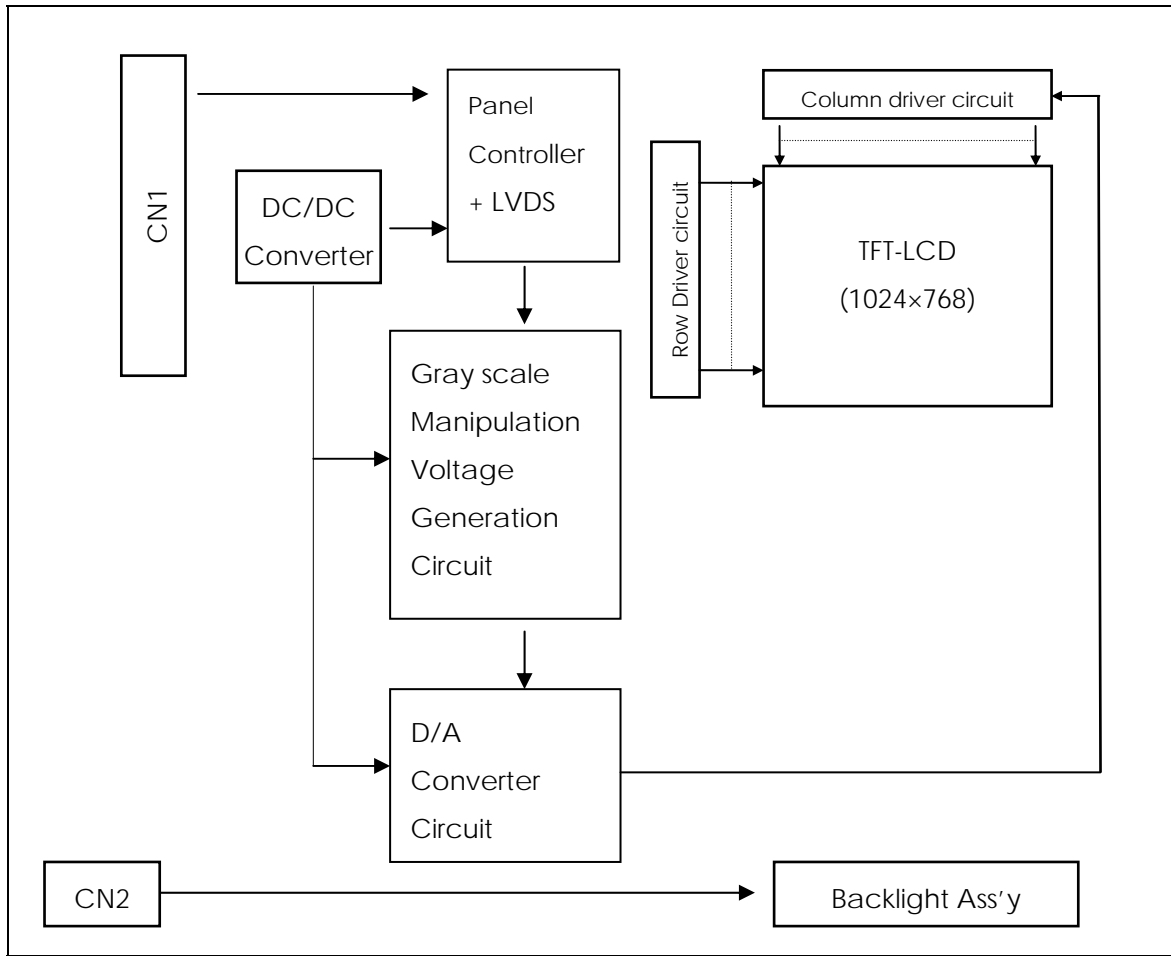 CN1
Panel
Controller
+ LVDS
DC/DC
Converter
Gray scale
Manipulation
Voltage
Generation
Circuit
D/A
Converter
Circuit
Column driver circuit
Row Driver circuit
TFT-LCD
(1024×768)
CN2
Backlight Ass'y